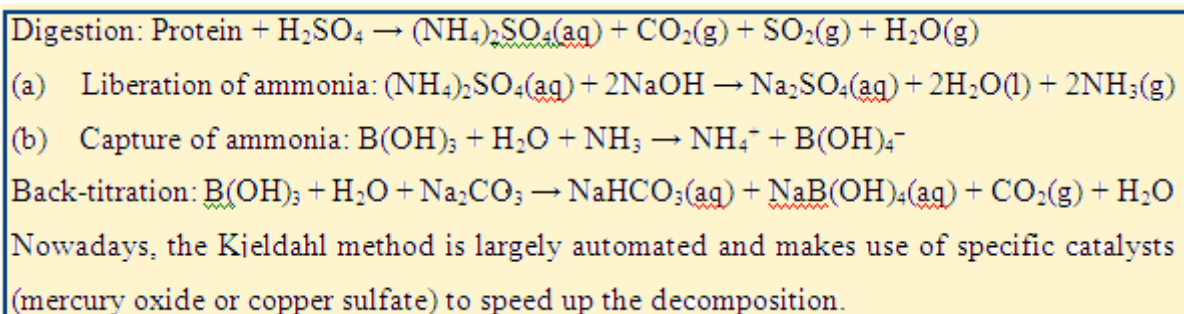 Digestion: Protein + H₂SO₄ → (NH₄)₂SO₄(aq) + CO₂(g) + SO₂(g) + H₂O(g)
(a) Liberation of ammonia: (NH₄)₂SO₄(aq) + 2NaOH → Na₂SO₄(aq) + 2H₂O(l) + 2NH₃(g)
(b) Capture of ammonia: B(OH)₃ + H₂O + NH₃ → NH₄⁺ + B(OH)₄⁻
Back-titration: B(OH)₃ + H₂O + Na₂CO₃ → NaHCO₃(aq) + NaB(OH)₄(aq) + CO₂(g) + H₂O
Nowadays, the Kjeldahl method is largely automated and makes use of specific catalysts
(mercury oxide or copper sulfate) to speed up the decomposition.